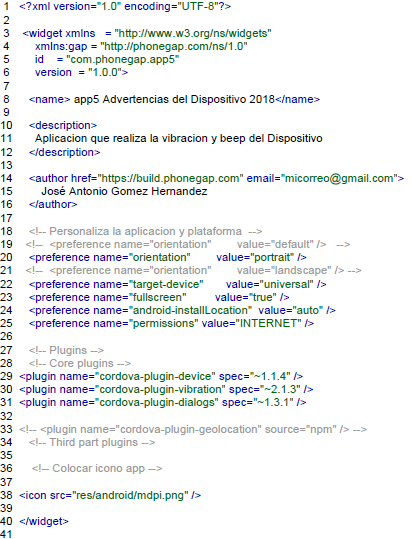 1 <?xml version="1.0" encoding="UTF-8"?>
2
3 <widget xmlns = "http://www.w3.org/ns/widgets"
4 xmlns:gap = "http://phonegap.com/ns/1.0"
5 id = "com.phonegap.app5"
6 version = "1.0.0">
7
8 <name> app5 Advertencias del Dispositivo 2018</name>
9
10 <description>
11 Aplicacion que realiza la vibracion y beep del Dispositivo
12 </description>
13
14 <author href="https://build.phonegap.com" email="micorreo@gmail.com">
15 José Antonio Gomez Hernandez
16 </author>
17
18 <!-- Personaliza la aplicacion y plataforma -->
19 <!-- <preference name="orientation" value="default" /> -->
20 <preference name="orientation" value="portrait" />
21 <!-- <preference name="orientation" value="landscape" /> -->
22 <preference name="target-device" value="universal" />
23 <preference name="fullscreen" value="true" />
24 <preference name="android-installLocation" value="auto" />
25 <preference name="permissions" value="INTERNET" />
26
27 <!-- Plugins -->
28 <!-- Core plugins -->
29 <plugin name="cordova-plugin-device" spec="~1.1.4" />
30 <plugin name="cordova-plugin-vibration" spec="~2.1.3" />
31 <plugin name="cordova-plugin-dialogs" spec="~1.3.1" />
32
33 <!-- <plugin name="cordova-plugin-geolocation" source="npm" /> -->
34 <!-- Third part plugins -->
35
36 <!-- Colocar icono app -->
37
38 <icon src="res/android/mdpi.png" />
39
40 </widget>
41